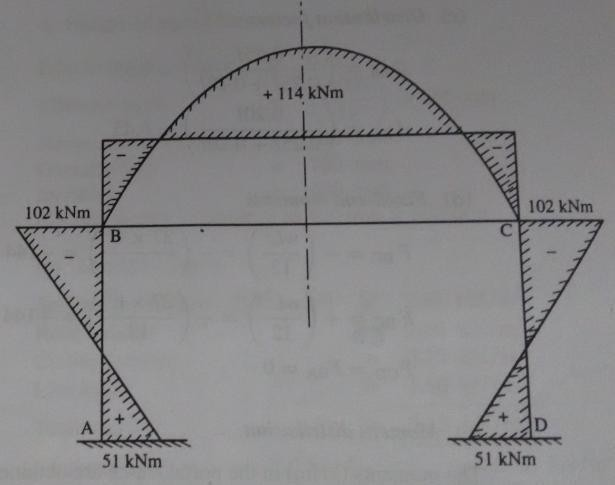 + 114 kNm
-
-
102 kNm
102 kNm
B
C
-
-
A
+
+
D
51 kNm
51 kNm